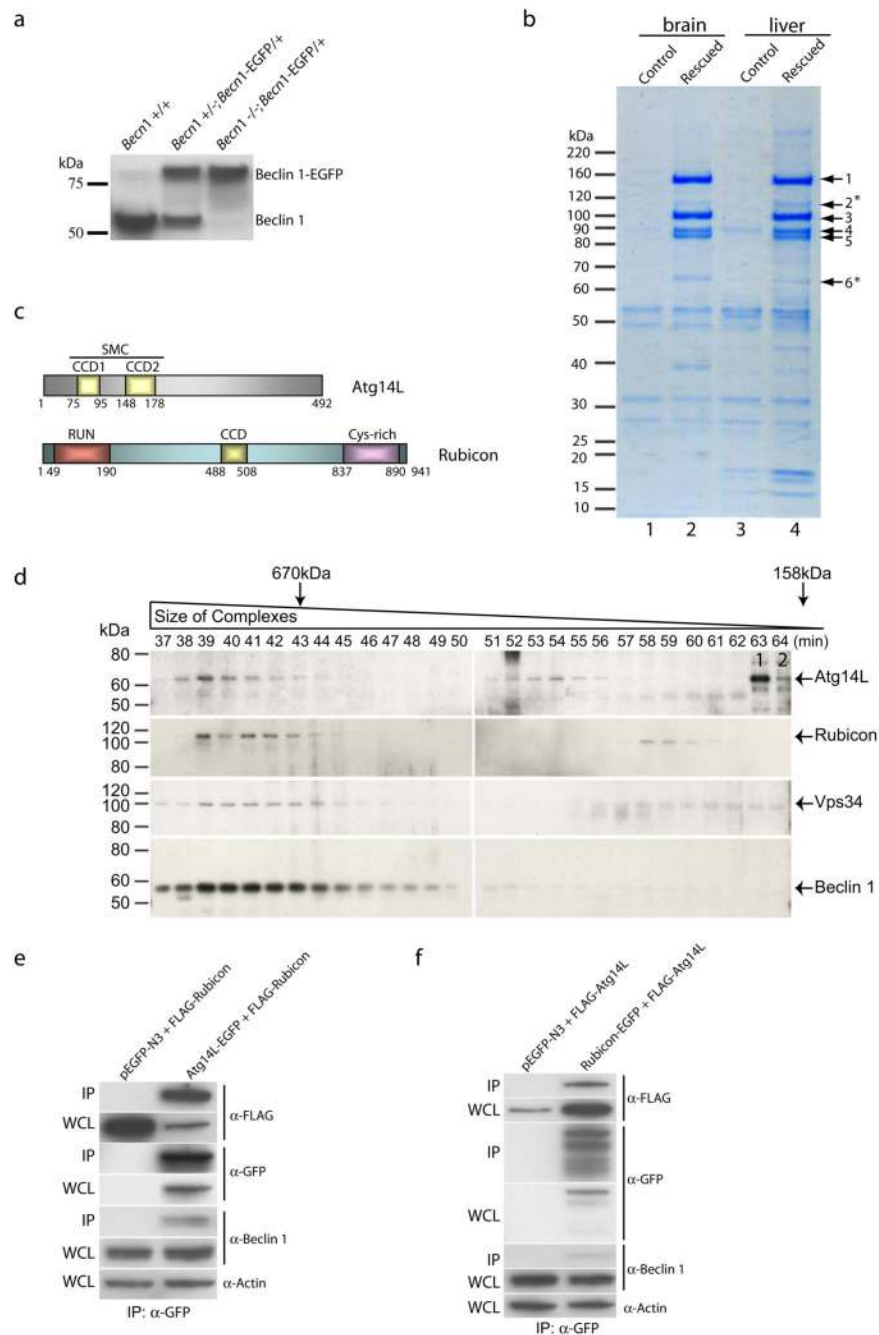 a
Becn1 +/+
Becn1 +/-; Becn1-EGFP/+
Becn1 -/-; Becn1-EGFP/+
kDa
75
50
Beclin 1-EGFP
Beclin 1
b
brain liver
Control Rescued Control Rescued
kDa
220
160
120
100
90
80
70
60
50
40
30
25
20
15
10
1
2*
3
4
5
6*
1 2 3 4
c
SMC
CCD1 CCD2
Atg14L
1 75 95 148 178 492
RUN CCD Cys-rich
Rubicon
1 49 190 488 508 837 890 941
d
670kDa 158kDa
Size of Complexes
kDa
37 38 39 40 41 42 43 44 45 46 47 48 49 50 51 52 53 54 55 56 57 58 59 60 61 62 63 64 (min)
1 2
80
60
50
Atg14L
120
100
80
Rubicon
120
100
80
Vps34
80
60
50
Beclin 1
e
pEGFP-N3 + FLAG-Rubicon
Atg14L-EGFP + FLAG-Rubicon
IP
WCL
α-FLAG
IP
WCL
α-GFP
IP
WCL
α-Beclin 1
WCL α-Actin
IP: α-GFP
f
pEGFP-N3 + FLAG-Atg14L
Rubicon-EGFP + FLAG-Atg14L
IP
WCL
α-FLAG
IP
WCL
α-GFP
IP
WCL
α-Beclin 1
WCL α-Actin
IP: α-GFP